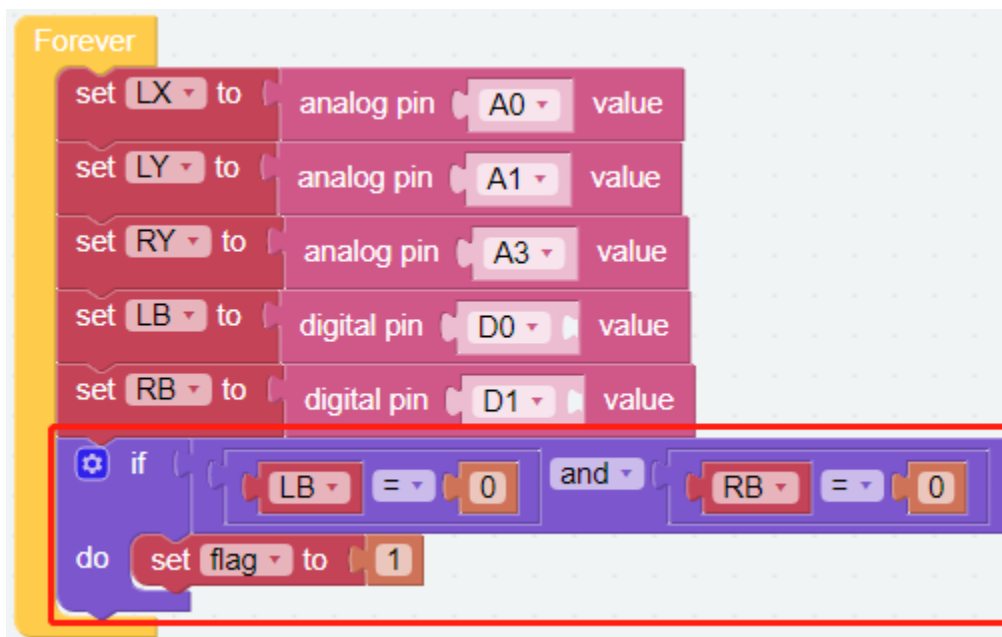 Forever
set LX to analog pin A0 value
set LY to analog pin A1 value
set RY to analog pin A3 value
set LB to digital pin D0 value
set RB to digital pin D1 value
if LB = 0 and RB = 0
do set flag to 1